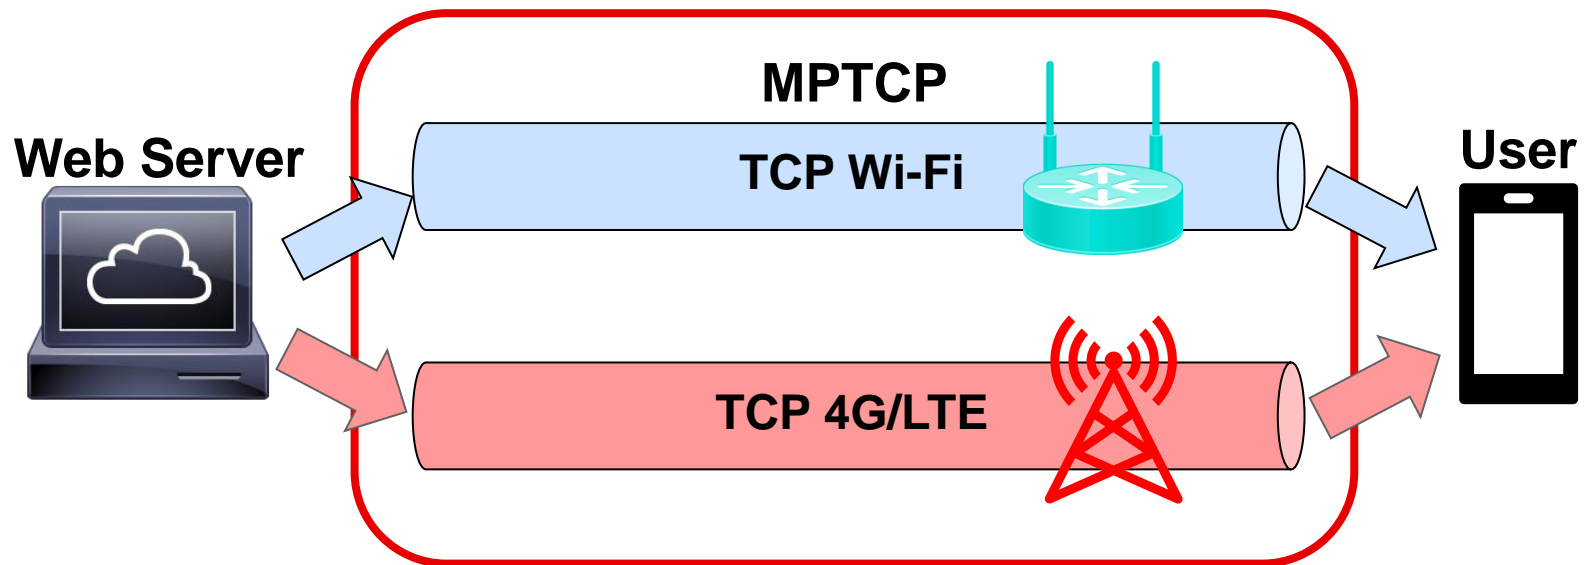 MPTCP
Web Server
TCP Wi-Fi
User
TCP 4G/LTE